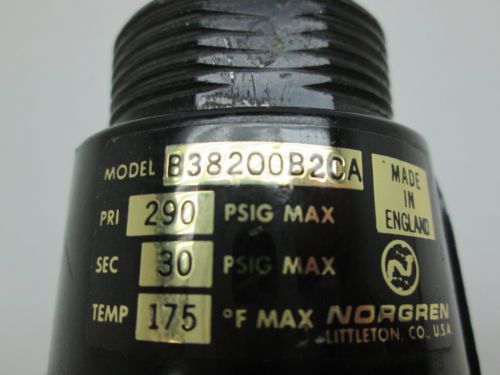 MODEL B38200B2CA
MADE IN ENGLAND
PRI 290 PSIG MAX
SEC 30 PSIG MAX
TEMP 175 °F MAX NORGREN
LITTLETON, CO., U.S.A.